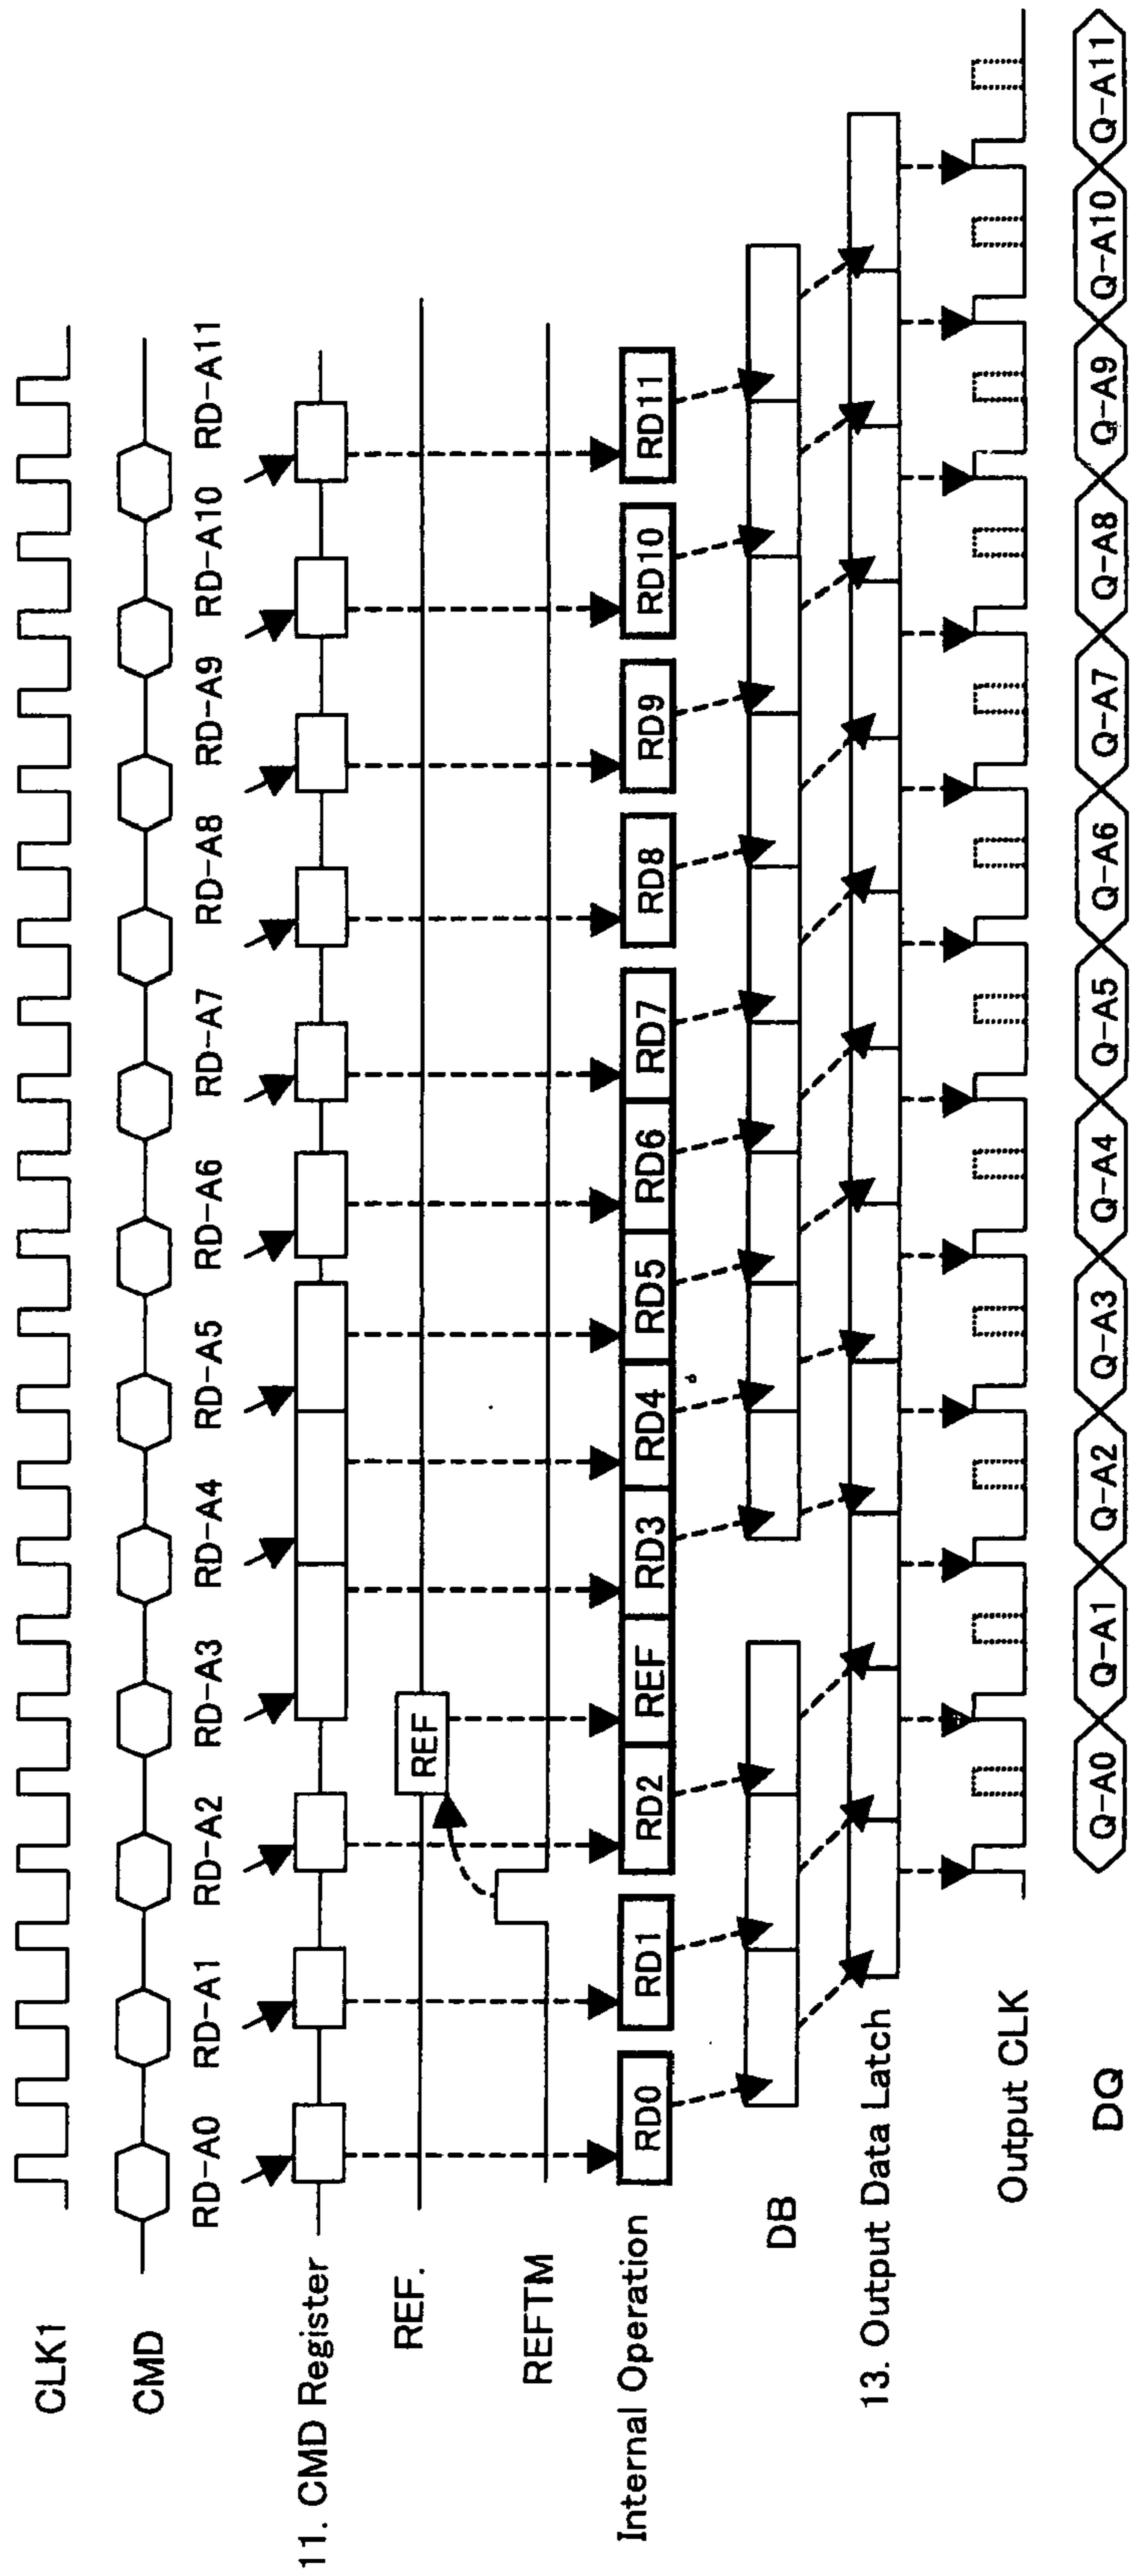 CLK1
CMD
RD-A0 RD-A1 RD-A2 RD-A3 RD-A4 RD-A5 RD-A6 RD-A7 RD-A8 RD-A9 RD-A10 RD-A11
11. CMD Register
REF. REF
REFTM
Internal Operation RD0 RD1 RD2 REF RD3 RD4 RD5 RD6 RD7 RD8 RD9 RD10 RD11
DB
13. Output Data Latch
Output CLK
DQ Q-A0 Q-A1 Q-A2 Q-A3 Q-A4 Q-A5 Q-A6 Q-A7 Q-A8 Q-A9 Q-A10 Q-A11